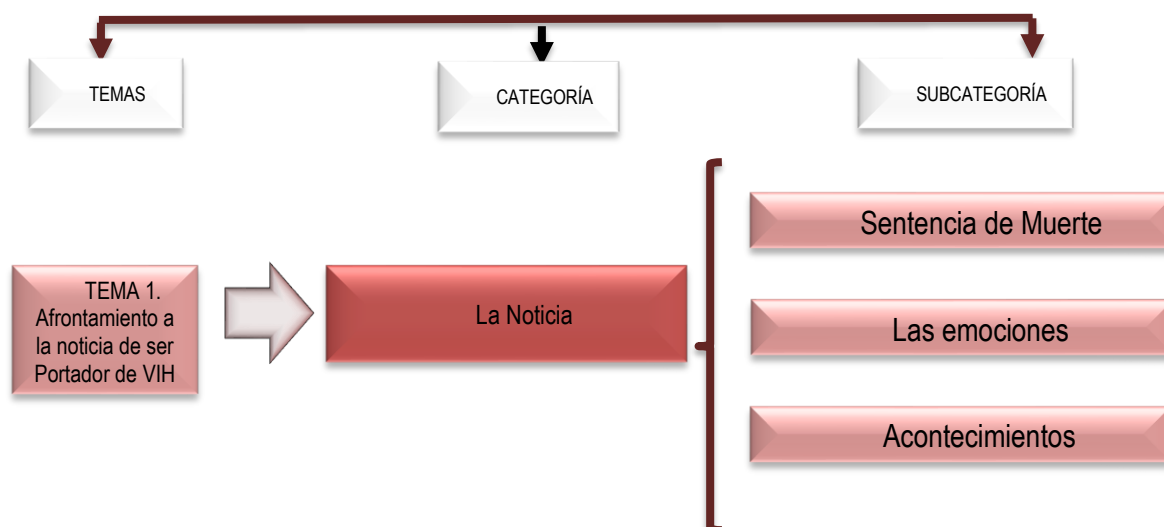 TEMAS
CATEGORÍA
SUBCATEGORÍA
TEMA 1.
Afrontamiento a
la noticia de ser
Portador de VIH
La Noticia
Sentencia de Muerte
Las emociones
Acontecimientos